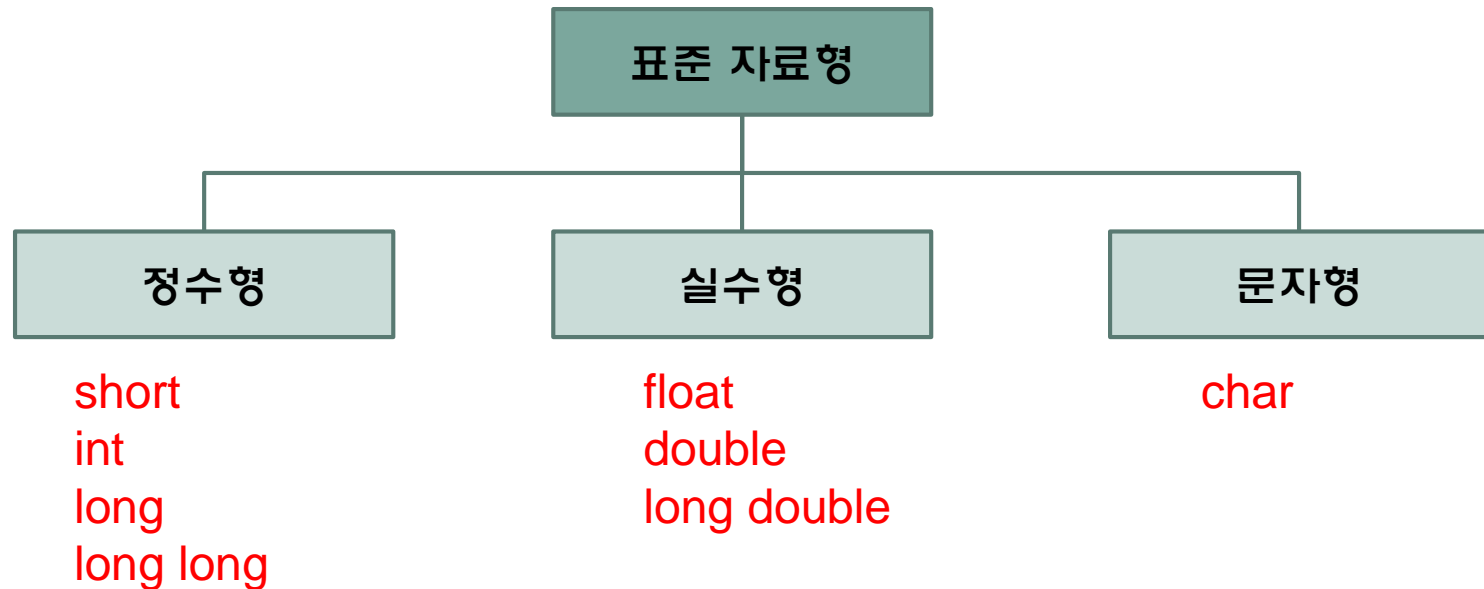 표준 자료형
정수형
실수형
문자형
short
int
long
long long
float
double
long double
char